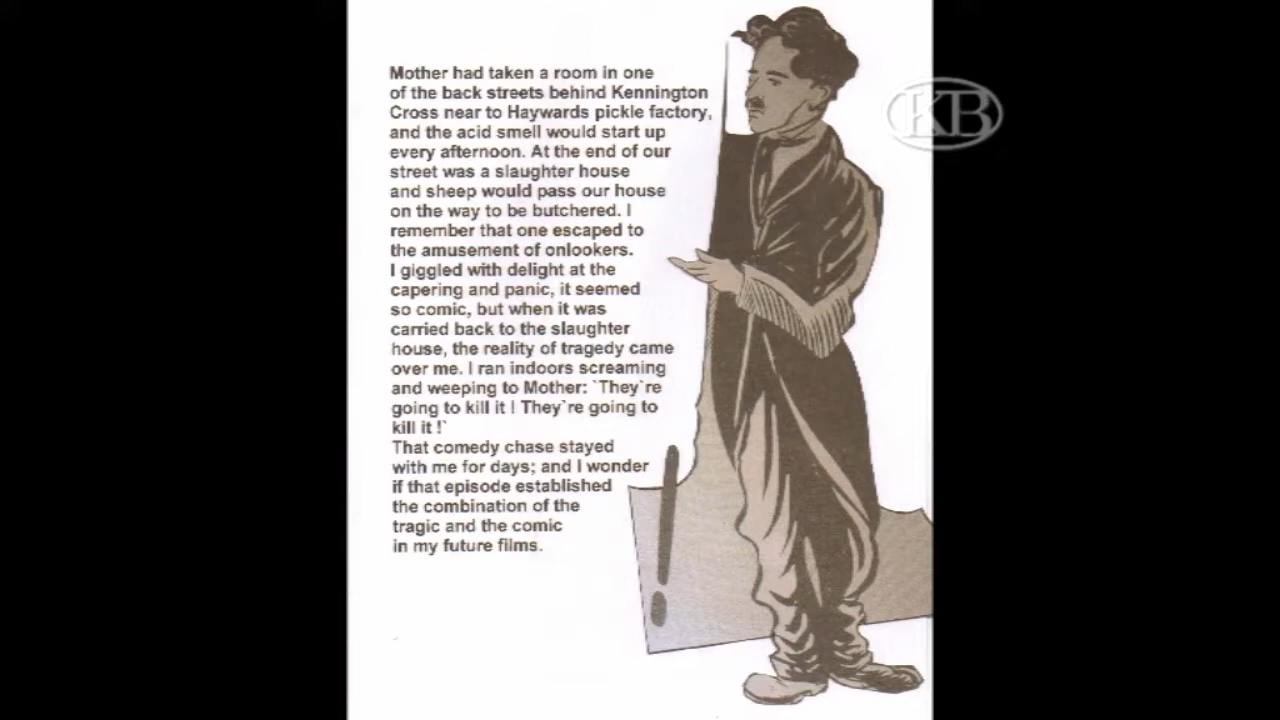 Mother had taken a room in one
of the back streets behind Kennington
Cross near to Haywards pickle factory,
and the acid smell would start up
every afternoon. At the end of our
street was a slaughter house
and sheep would pass our house
on the way to be butchered. I
remember that one escaped to
the amusement of onlookers.
I giggled with delight at the
capering and panic, it seemed
so comic, but when it was
carried back to the slaughter
house, the reality of tragedy came
over me. I ran indoors screaming
and weeping to Mother: `They`re
going to kill it ! They`re going to
kill it !`
That comedy chase stayed
with me for days; and I wonder
if that episode established
the combination of the
tragic and the comic
in my future films.
!
KB